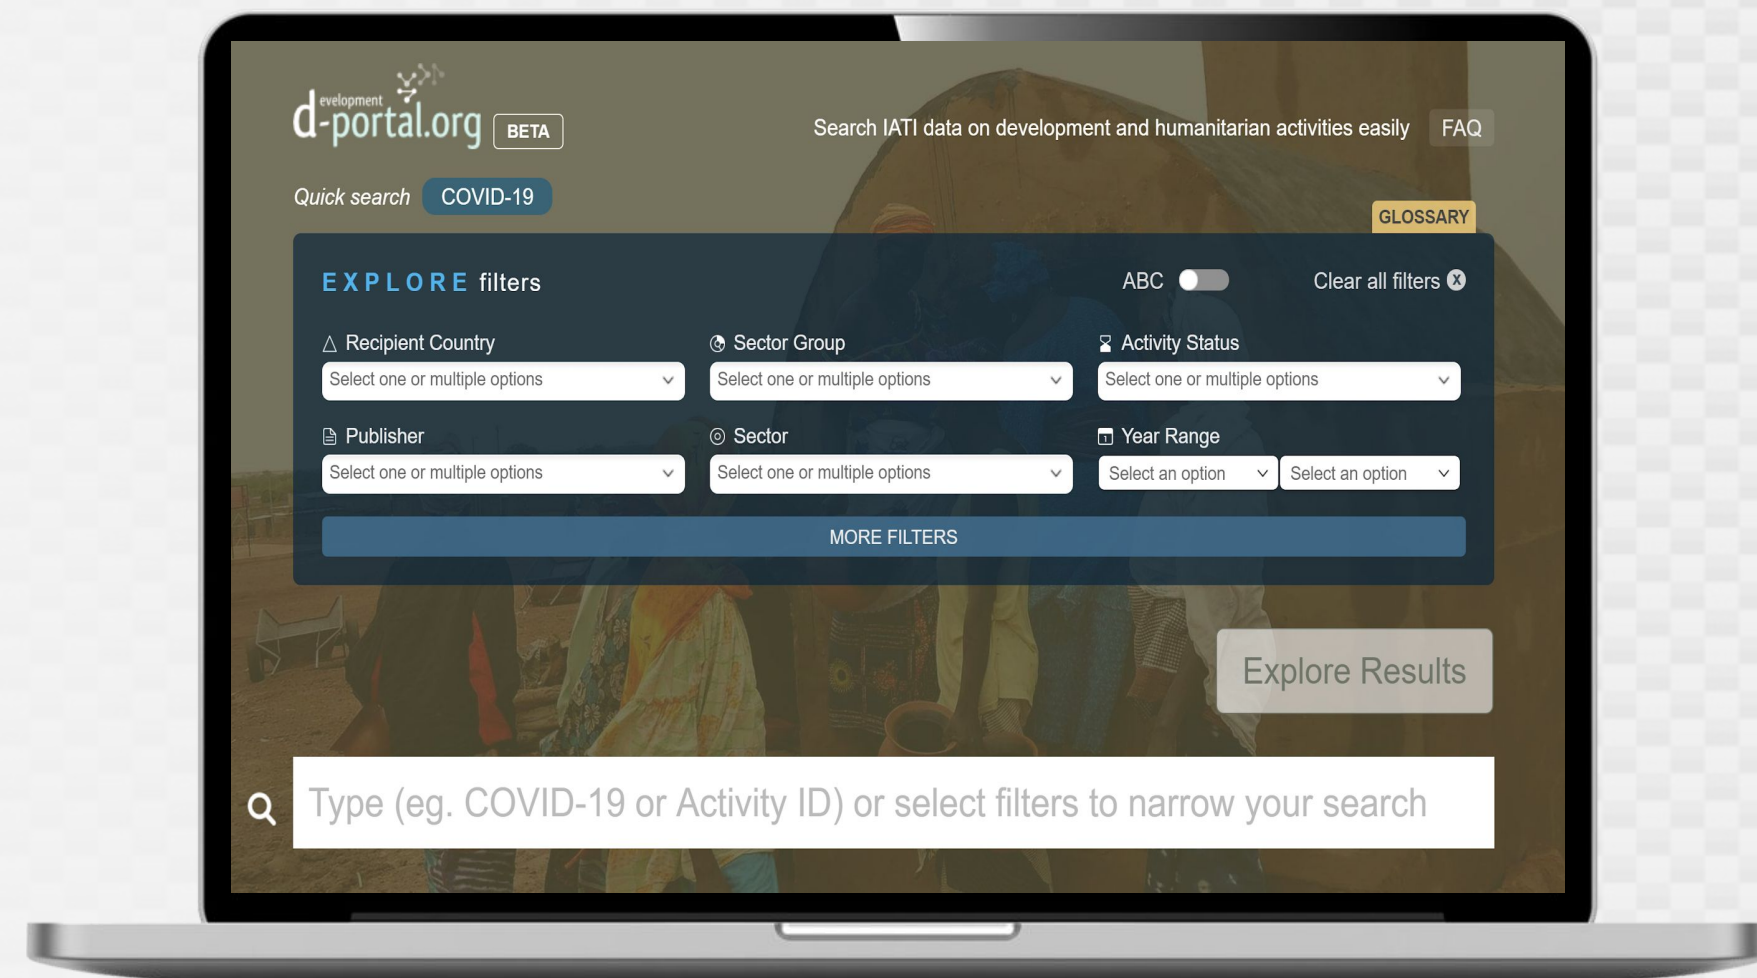 development
d-portal.org BETA
Search IATI data on development and humanitarian activities easily FAQ
Quick search COVID-19
GLOSSARY
EXPLORE filters
ABC
Clear all filters x
Recipient Country
Select one or multiple options
Sector Group
Select one or multiple options
Activity Status
Select one or multiple options
Publisher
Select one or multiple options
Sector
Select one or multiple options
1 Year Range
Select an option Select an option
MORE FILTERS
Explore Results
Type (eg. COVID-19 or Activity ID) or select filters to narrow your search